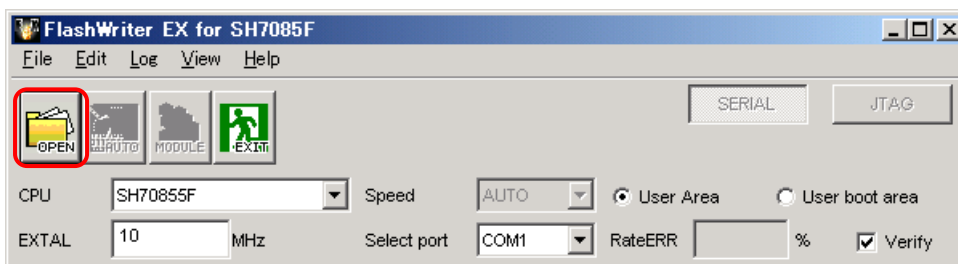 FlashWriter EX for SH7085F
File Edit Log View Help
OPEN AUTO MODULE EXIT SERIAL JTAG
CPU SH70855F Speed AUTO User Area User boot area
EXTAL 10 MHz Select port COM1 RateERR % Verify